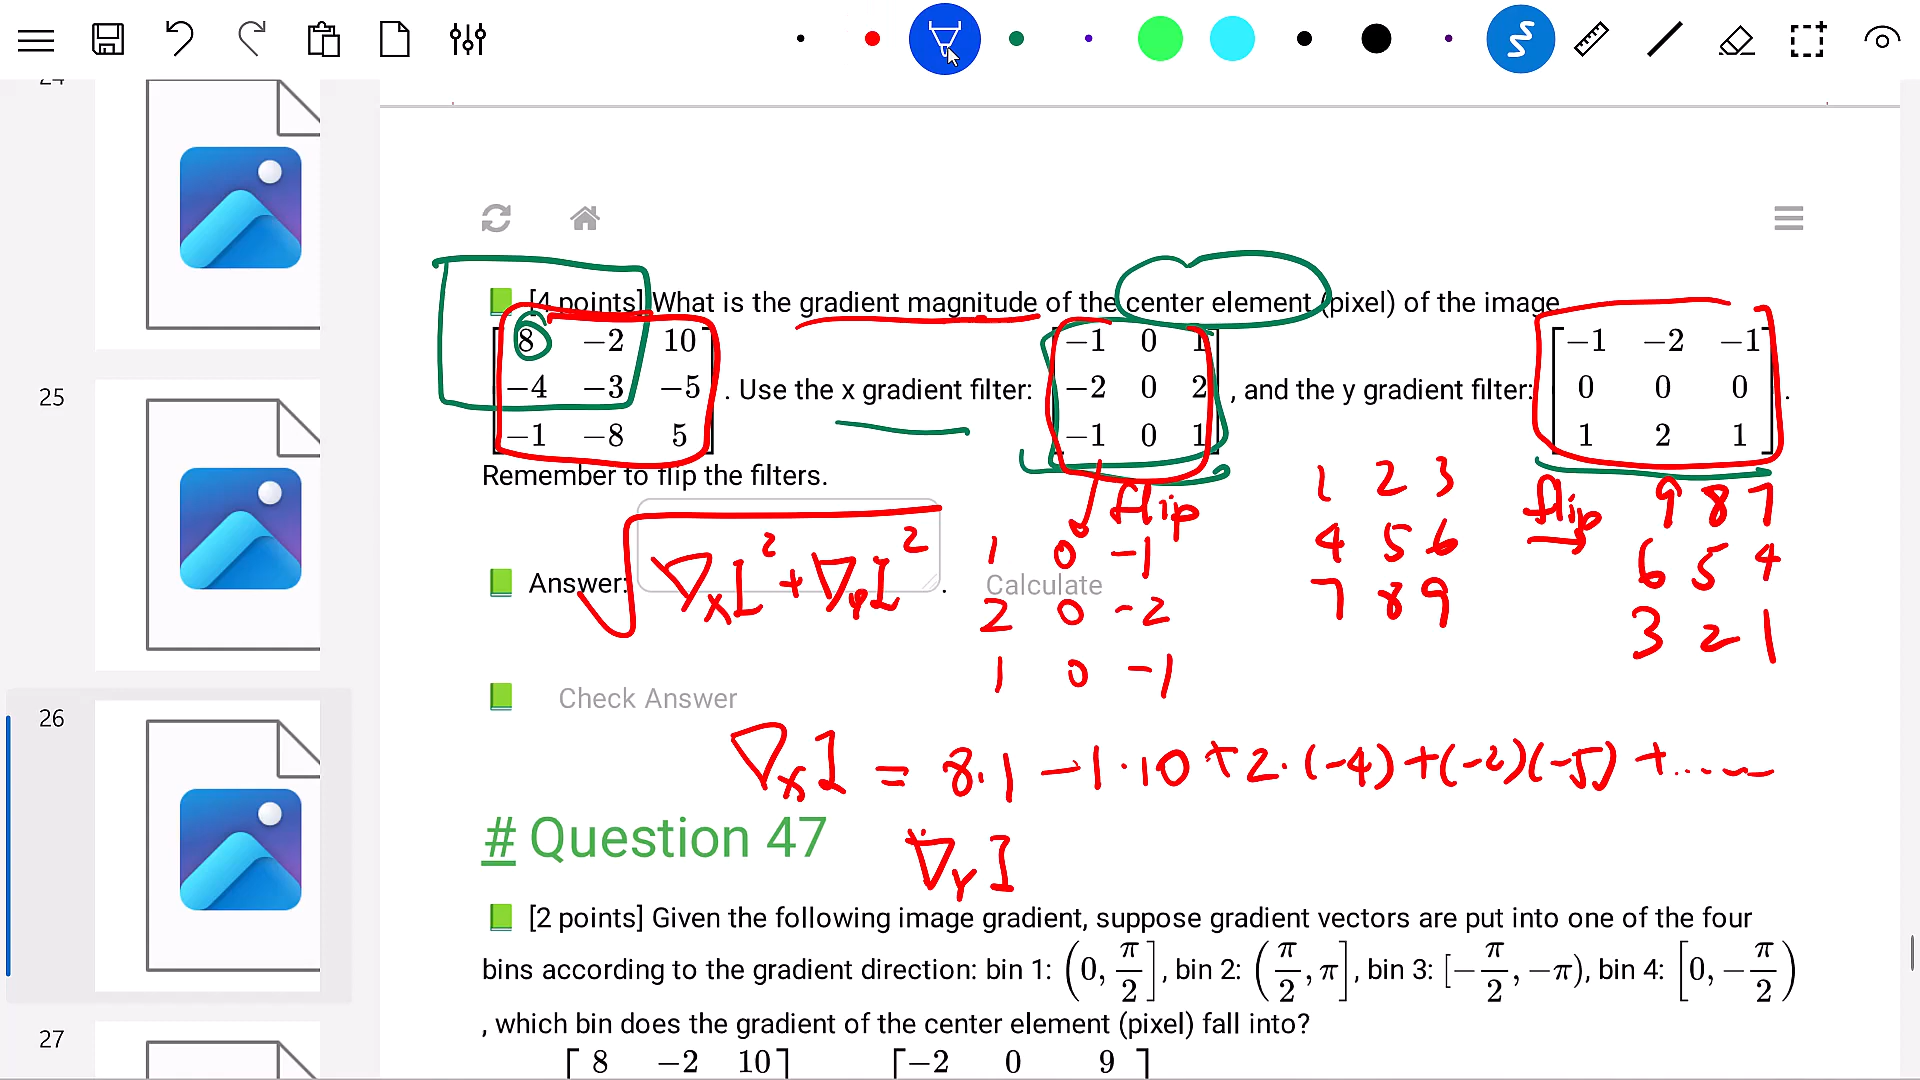 24
[4 points] What is the gradient magnitude of the center element (pixel) of the image
8 −2 10
−4 −3 −5
−1 −8 5
. Use the x gradient filter:
−1 0 1
−2 0 2
−1 0 1
, and the y gradient filter:
−1 −2 −1
0 0 0
1 2 1
.
Remember to flip the filters.
flip
1 0 -1
2 0 -2
1 0 -1
1 2 3
4 5 6
7 8 9
flip
9 8 7
6 5 4
3 2 1
Answer: √(∇xI² + ∇yI²) . Calculate
Check Answer
∇xI = 8·1 −1·10 + 2·(−4) + (−2)(−5) + ......
# Question 47
∇yI
[2 points] Given the following image gradient, suppose gradient vectors are put into one of the four
bins according to the gradient direction: bin 1: (0, π/2], bin 2: (π/2, π], bin 3: [−π/2, −π), bin 4: [0, −π/2)
, which bin does the gradient of the center element (pixel) fall into?
8 −2 10
−2 0 9
25
26
27